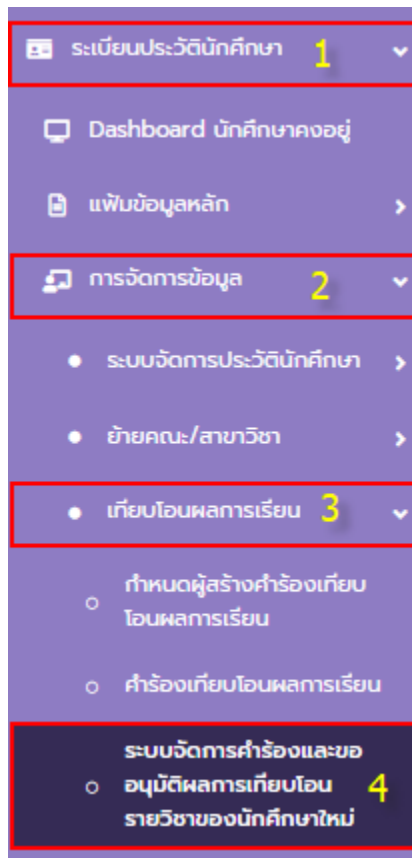 ระเบียนประวัตินักศึกษา 1
Dashboard นักศึกษาคงอยู่
แฟ้มข้อมูลหลัก
การจัดการข้อมูล 2
ระบบจัดการประวัตินักศึกษา
ย้ายคณะ/สาขาวิชา
เทียบโอนผลการเรียน 3
กำหนดผู้สร้างคำร้องเทียบ
โอนผลการเรียน
คำร้องเทียบโอนผลการเรียน
ระบบจัดการคำร้องและขอ
อนุมัติผลการเทียบโอน 4
รายวิชาของนักศึกษาใหม่